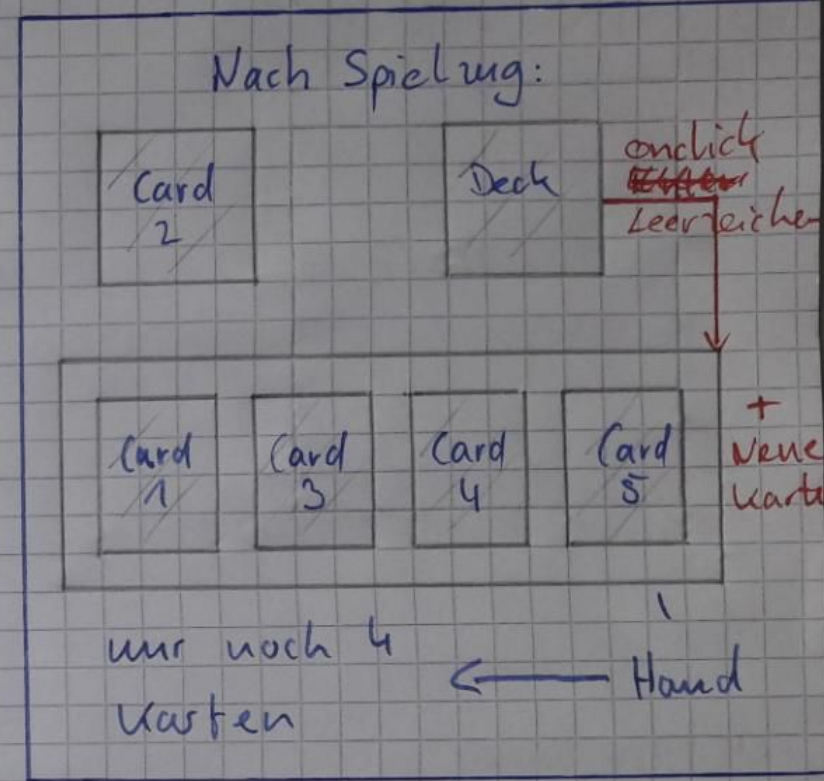 Nach Spielzug:
Card
2
Deck
onclick
Leerzeichen
Card
1
Card
3
Card
4
Card
5
+
Neue
Karte
nur noch 4
Karten
Hand